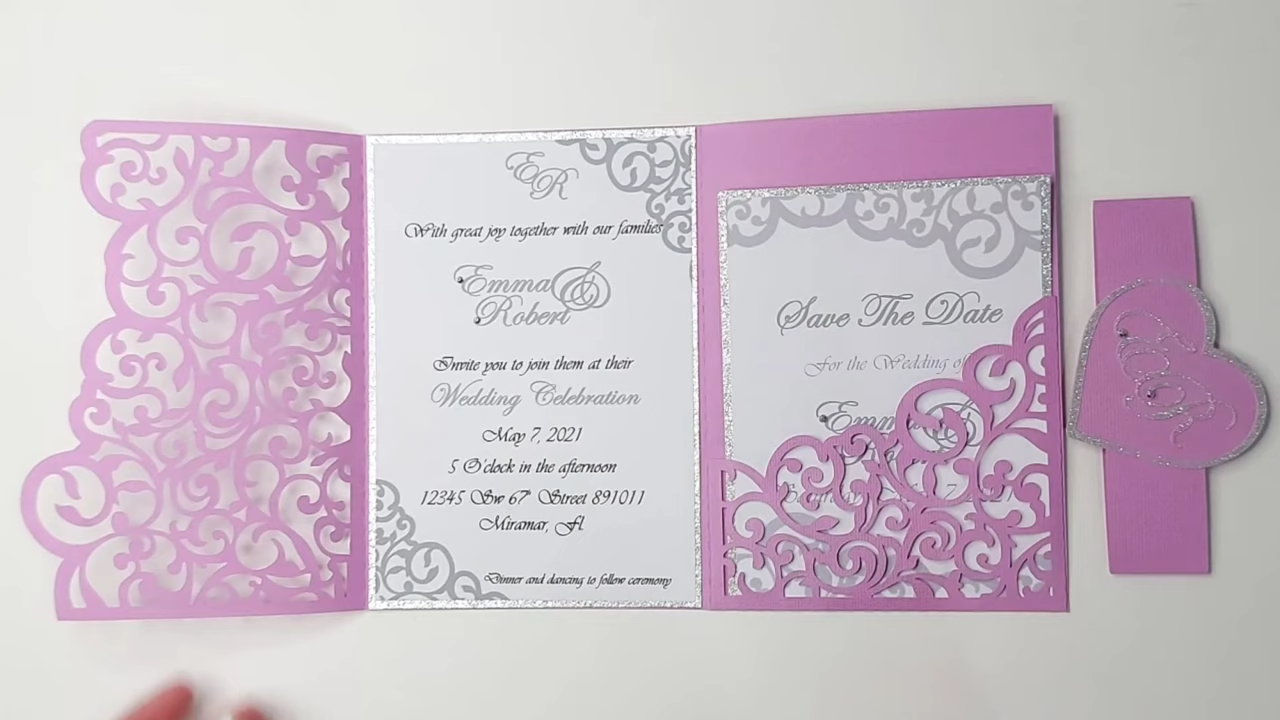 ER
With great joy together with our families
Emma &
Robert
Invite you to join them at their
Wedding Celebration
May 7, 2021
5 O'clock in the afternoon
12345 Sw 67th Street 891011
Miramar, Fl.
Dinner and dancing to follow ceremony
Save The Date
For the Wedding of
Emma &